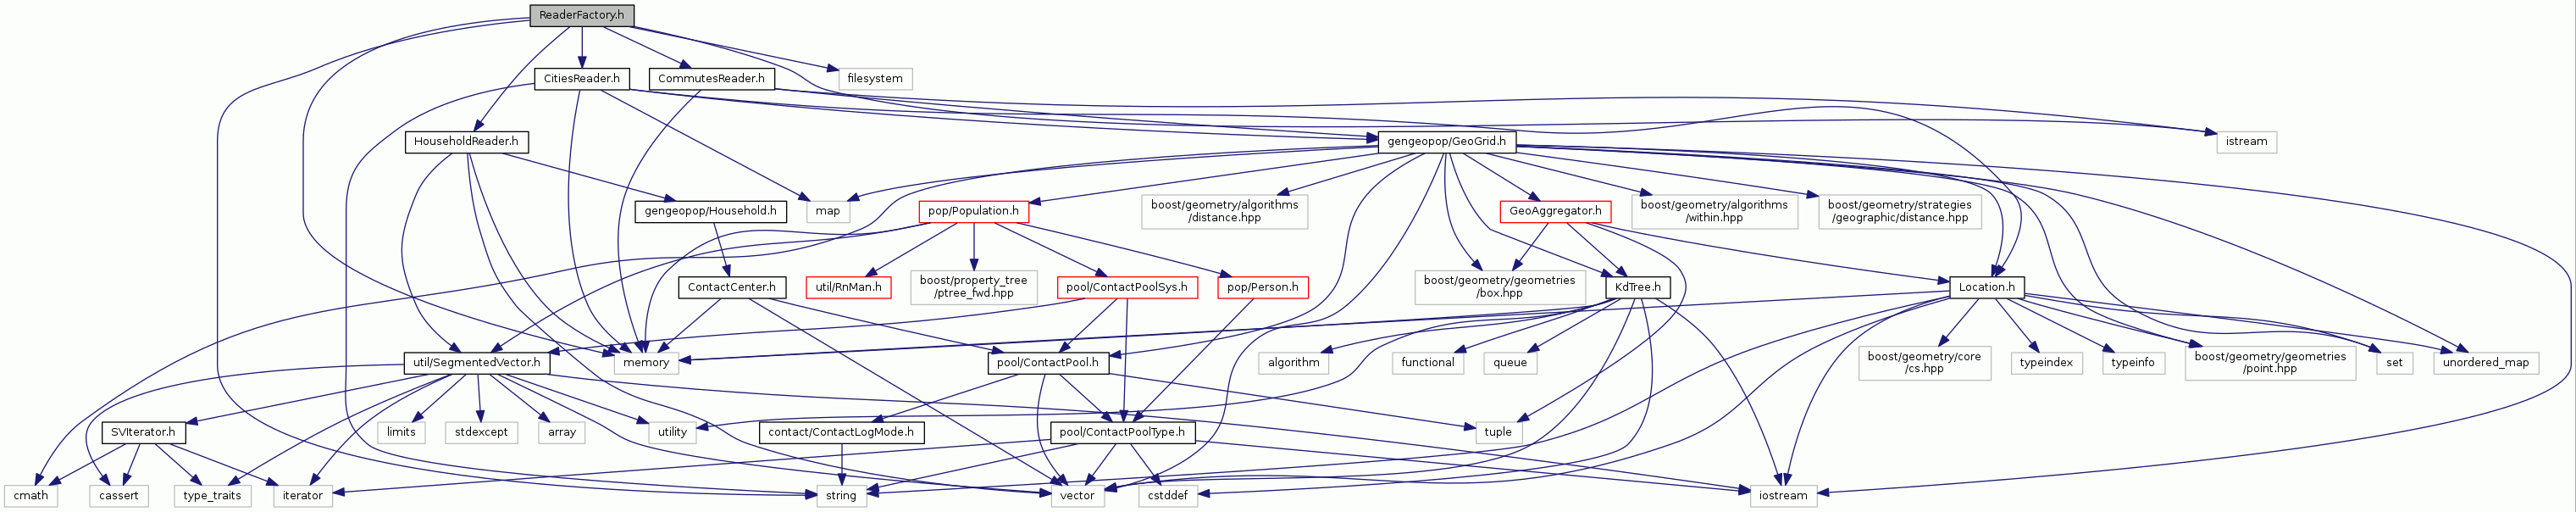 ReaderFactory.h
CitiesReader.h
CommutesReader.h
filesystem
HouseholdReader.h
gengeopop/GeoGrid.h
istream
gengeopop/Household.h
map
pop/Population.h
boost/geometry/algorithms
/distance.hpp
GeoAggregator.h
boost/geometry/algorithms
/within.hpp
boost/geometry/strategies
/geographic/distance.hpp
ContactCenter.h
util/RnMan.h
boost/property_tree
/ptree_fwd.hpp
pool/ContactPoolSys.h
pop/Person.h
boost/geometry/geometries
/box.hpp
KdTree.h
Location.h
util/SegmentedVector.h
memory
pool/ContactPool.h
algorithm
functional
queue
boost/geometry/core
/cs.hpp
typeindex
typeinfo
boost/geometry/geometries
/point.hpp
set
unordered_map
SVIterator.h
limits
stdexcept
array
utility
contact/ContactLogMode.h
pool/ContactPoolType.h
tuple
cmath
cassert
type_traits
iterator
string
vector
cstddef
iostream